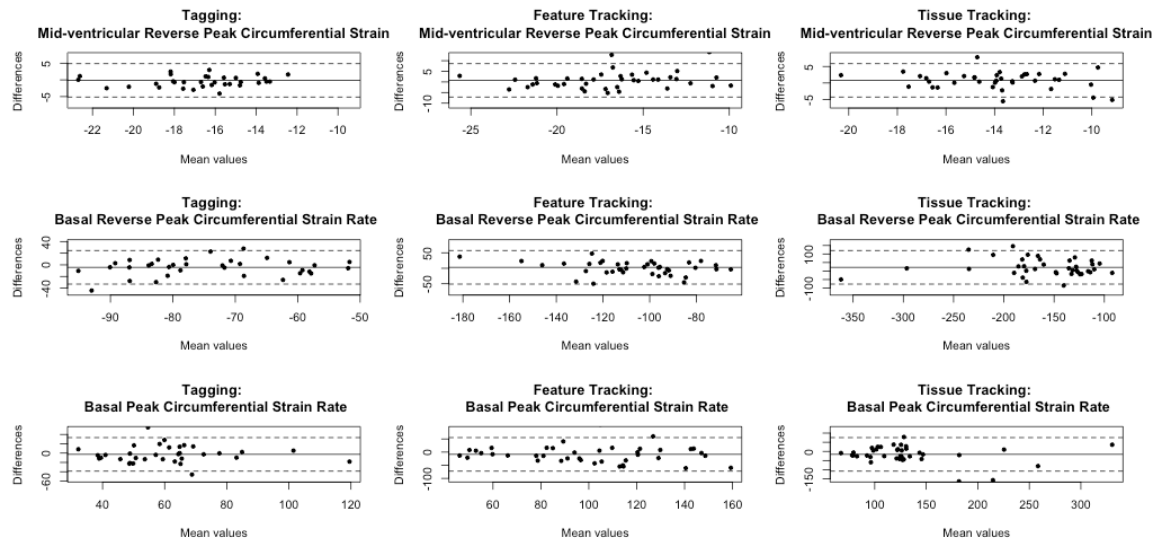 Tagging:
Mid-ventricular Reverse Peak Circumferential Strain
Differences
5
-5
-22 -20 -18 -16 -14 -12 -10
Mean values
Feature Tracking:
Mid-ventricular Reverse Peak Circumferential Strain
Differences
5
0
-10
-25 -20 -15 -10
Mean values
Tissue Tracking:
Mid-ventricular Reverse Peak Circumferential Strain
Differences
5
-5
-20 -18 -16 -14 -12 -10
Mean values
Tagging:
Basal Reverse Peak Circumferential Strain Rate
Differences
40
0
-40
-90 -80 -70 -60 -50
Mean values
Feature Tracking:
Basal Reverse Peak Circumferential Strain Rate
Differences
50
-50
-180 -160 -140 -120 -100 -80 -60
Mean values
Tissue Tracking:
Basal Reverse Peak Circumferential Strain Rate
Differences
100
-100
-350 -300 -250 -200 -150 -100
Mean values
Tagging:
Basal Peak Circumferential Strain Rate
Differences
0
-60
40 60 80 100 120
Mean values
Feature Tracking:
Basal Peak Circumferential Strain Rate
Differences
0
-100
60 80 100 120 140 160
Mean values
Tissue Tracking:
Basal Peak Circumferential Strain Rate
Differences
0
-150
100 150 200 250 300
Mean values